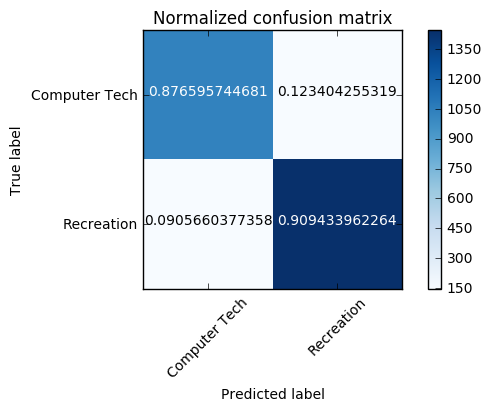 Normalized confusion matrix
True label
Computer Tech
0.876595744681
0.123404255319
Recreation
0.0905660377358
0.909433962264
Computer Tech
Recreation
Predicted label
1350
1200
1050
900
750
600
450
300
150